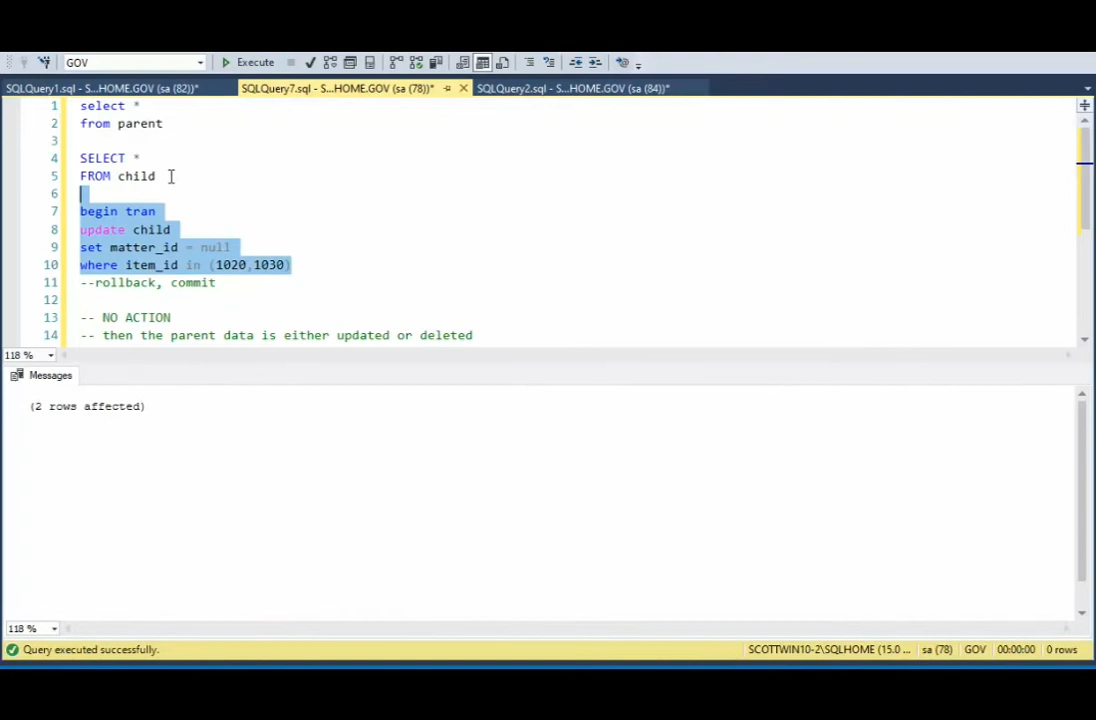 GOV Execute
SQLQuery1.sql - S...HOME.GOV (sa (82))* SQLQuery7.sql - S...HOME.GOV (sa (78))* SQLQuery2.sql - S...HOME.GOV (sa (84))*
1 select *
2 from parent
3
4 SELECT *
5 FROM child
6
7 begin tran
8 update child
9 set matter_id = null
10 where item_id in (1020,1030)
11 --rollback, commit
12
13 -- NO ACTION
14 -- then the parent data is either updated or deleted
118 %
Messages
(2 rows affected)
118 %
Query executed successfully. SCOTTWIN10-2\SQLHOME (15.0 ... sa (78) GOV 00:00:00 0 rows